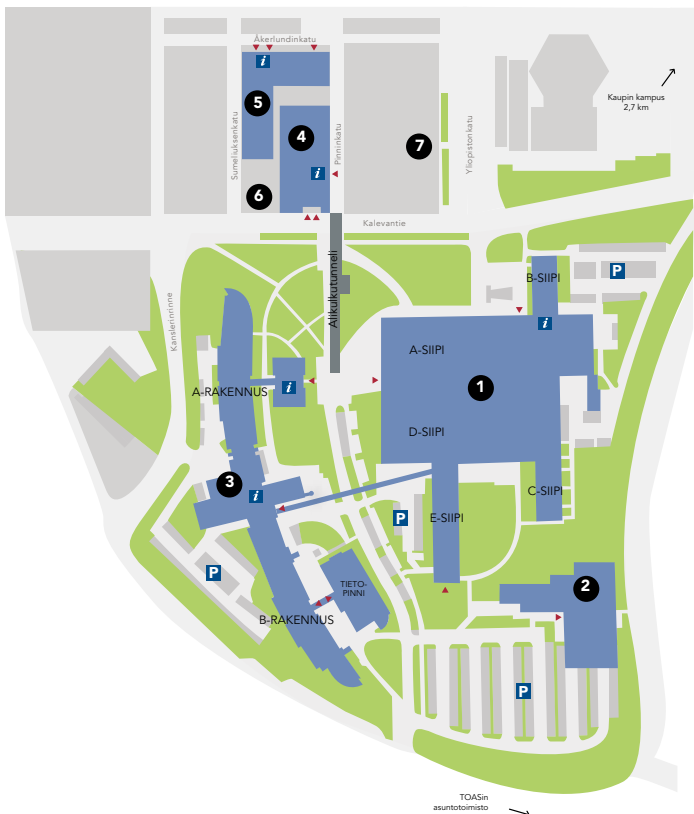 Åkerlundinkatu
i
5
4
Sumeliuksenkatu
Pinninkatu
7
Yliopistonkatu
Kaupin kampus
2,7 km
i
6
Kalevantie
Alikulkutunneli
Kanslerinrinne
B-SIIPI
P
i
A-SIIPI
A-RAKENNUS
i
1
D-SIIPI
3
i
C-SIIPI
E-SIIPI
P
P
TIETO-
PINNI
2
B-RAKENNUS
P
TOASin
asuntotoimisto